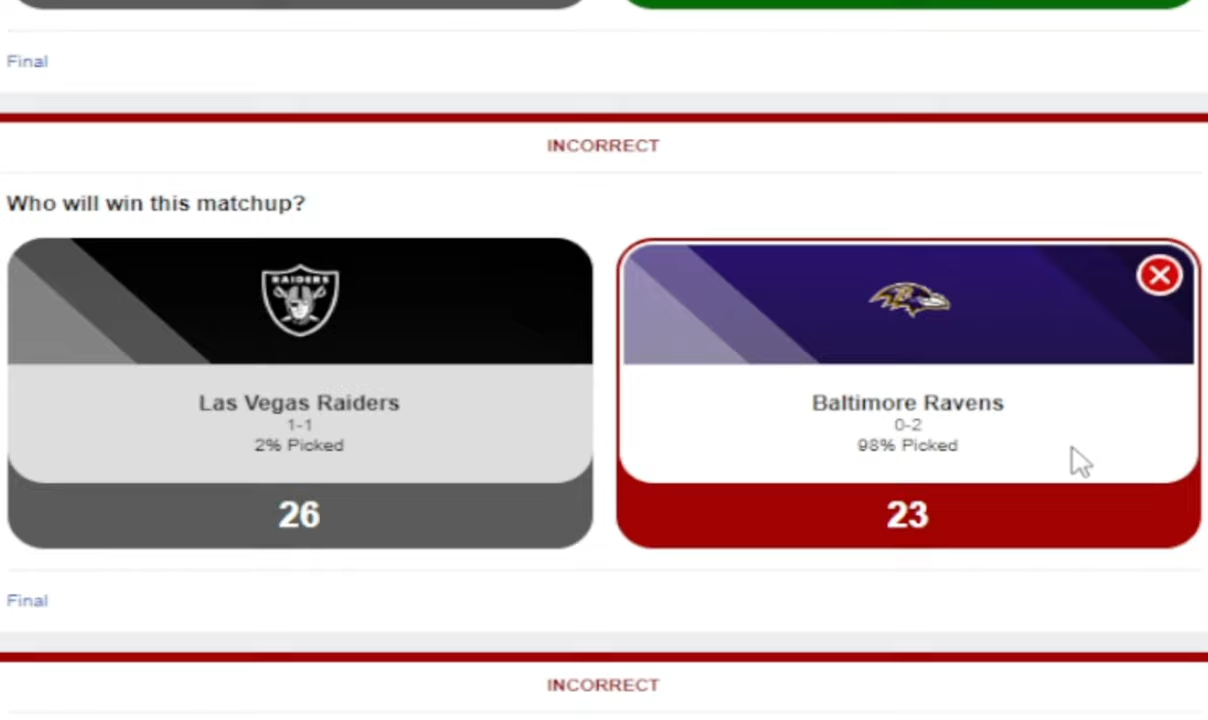 Final
INCORRECT
Who will win this matchup?
RAIDERS
Las Vegas Raiders
1-1
2% Picked
26
Baltimore Ravens
0-2
98% Picked
23
Final
INCORRECT